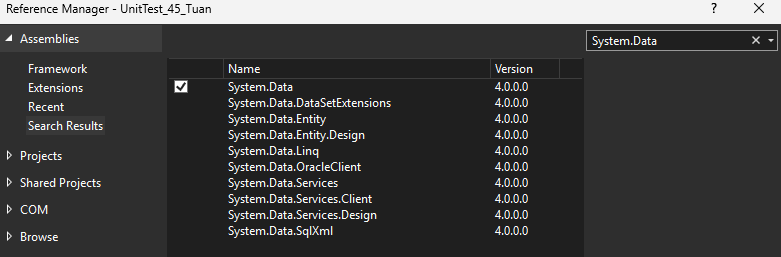 Reference Manager - UnitTest_45_Tuan ? ✕
Assemblies
System.Data
Framework
Extensions
Recent
Search Results
Projects
Shared Projects
COM
Browse
Name Version
System.Data 4.0.0.0
System.Data.DataSetExtensions 4.0.0.0
System.Data.Entity 4.0.0.0
System.Data.Entity.Design 4.0.0.0
System.Data.Linq 4.0.0.0
System.Data.OracleClient 4.0.0.0
System.Data.Services 4.0.0.0
System.Data.Services.Client 4.0.0.0
System.Data.Services.Design 4.0.0.0
System.Data.SqlXml 4.0.0.0